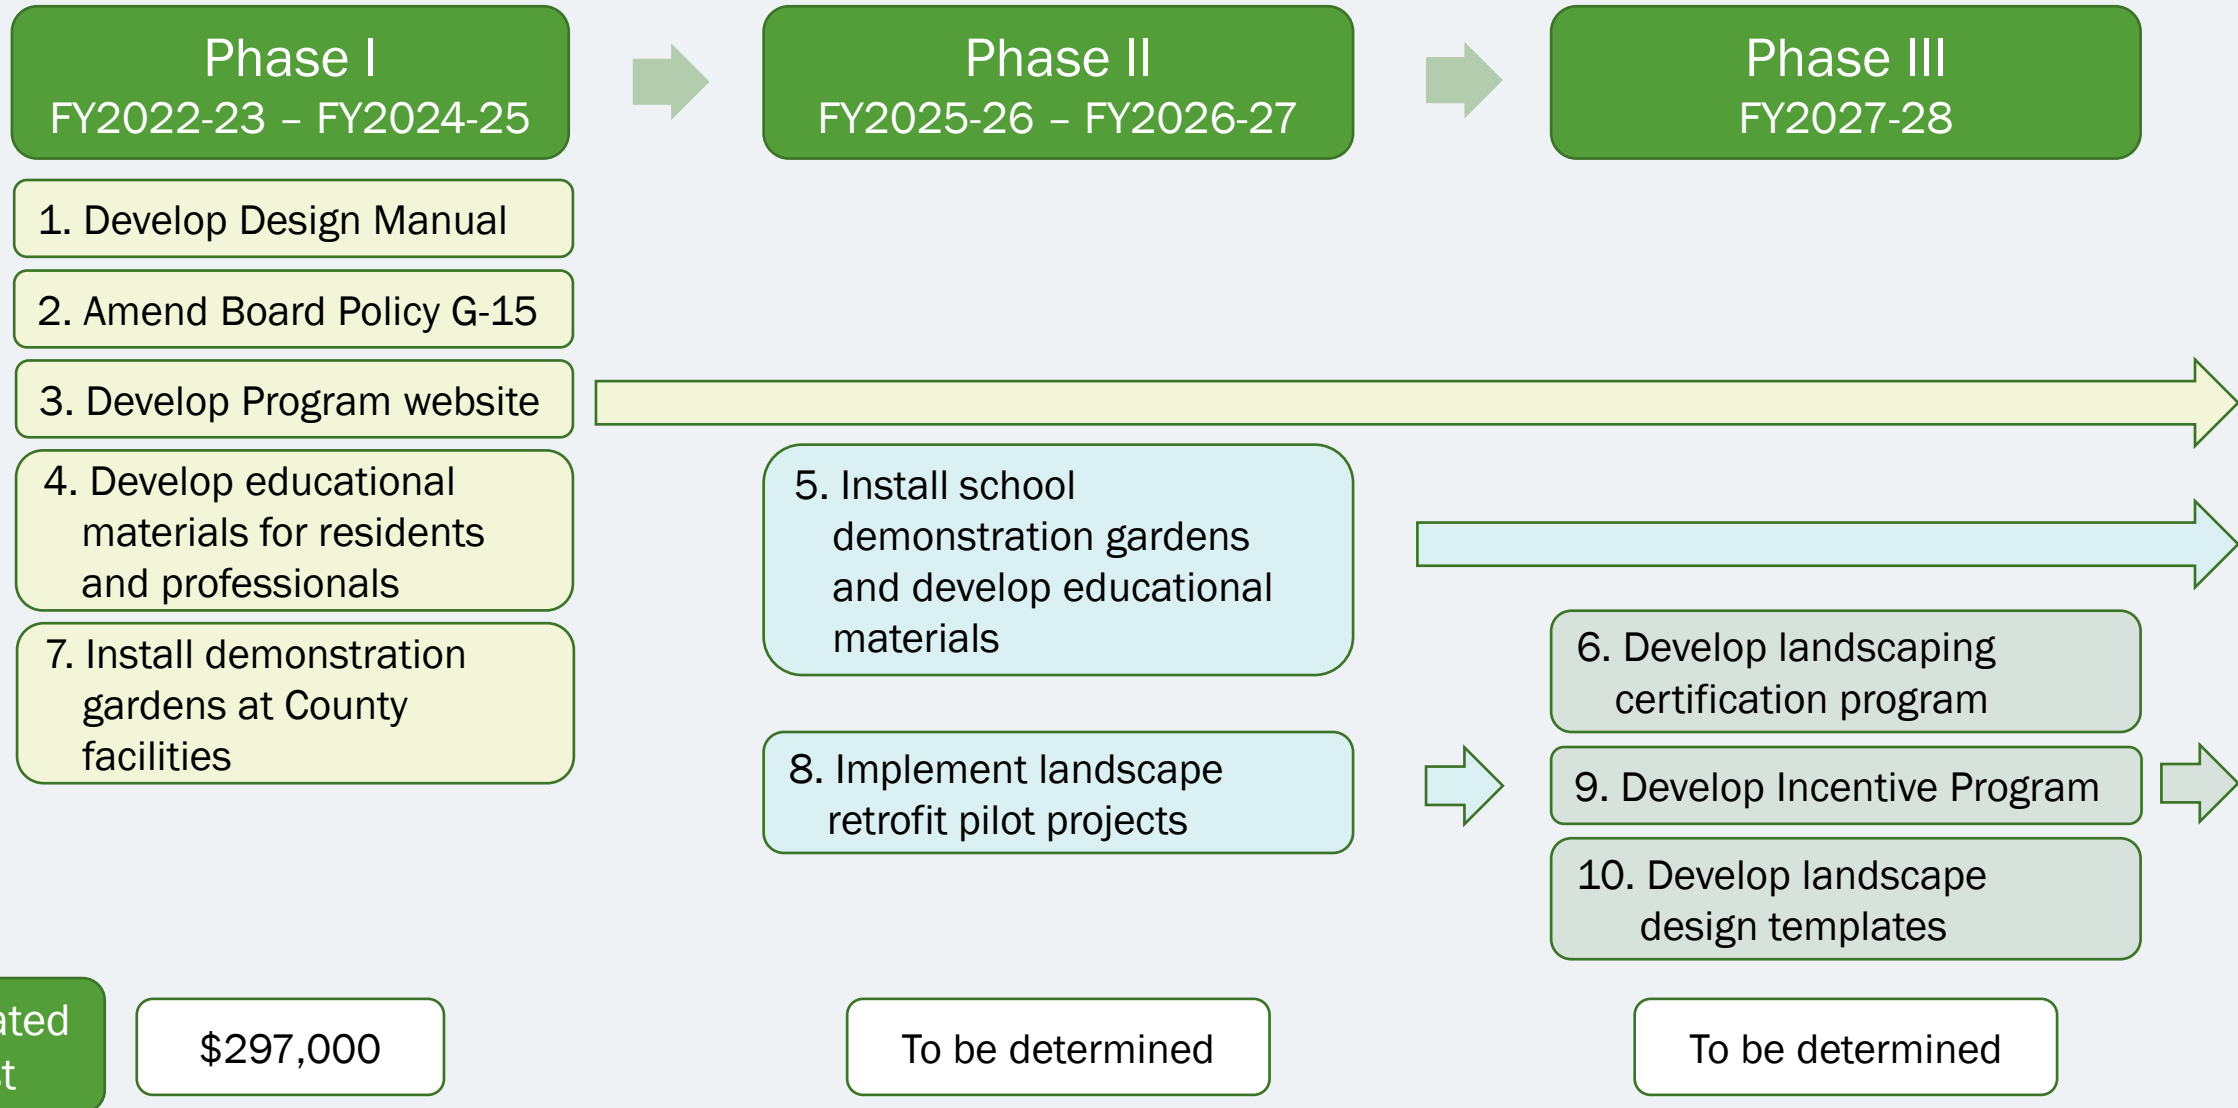 Phase I
FY2022-23 – FY2024-25
Phase II
FY2025-26 – FY2026-27
Phase III
FY2027-28
1. Develop Design Manual
2. Amend Board Policy G-15
3. Develop Program website
4. Develop educational
materials for residents
and professionals
7. Install demonstration
gardens at County
facilities
5. Install school
demonstration gardens
and develop educational
materials
8. Implement landscape
retrofit pilot projects
6. Develop landscaping
certification program
9. Develop Incentive Program
10. Develop landscape
design templates
$297,000
To be determined
To be determined